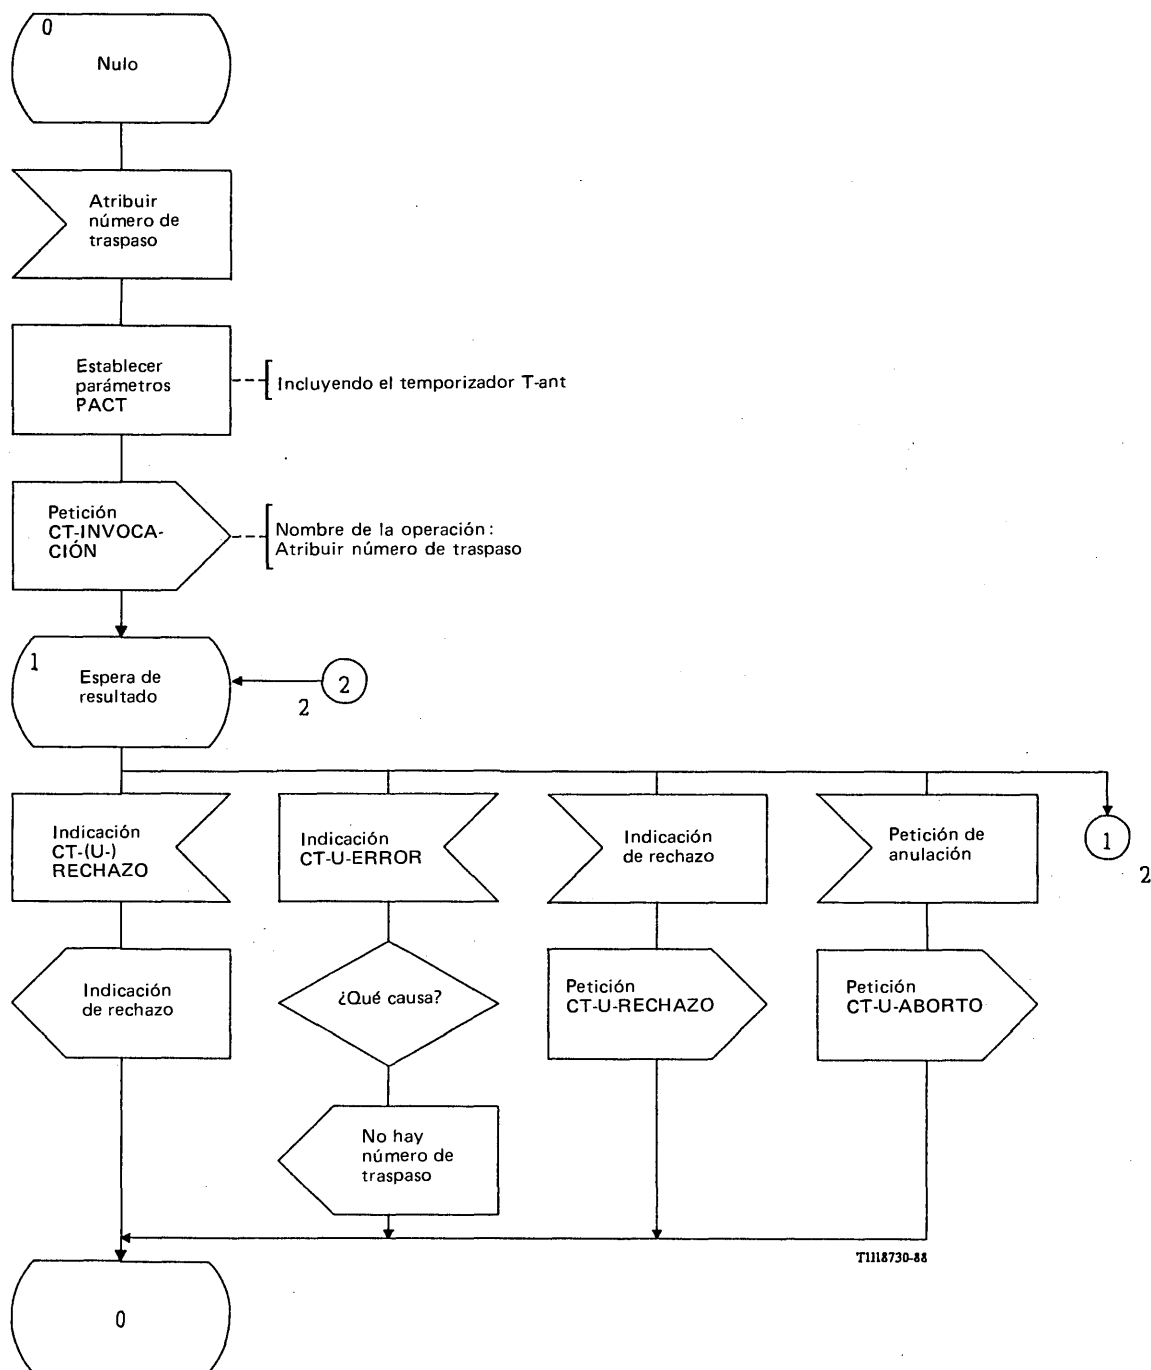 0
Nulo
Atribuir
número de
traspaso
Establecer
parámetros
PACT
Incluyendo el temporizador T-ant
Petición
CT-INVOCA-
CIÓN
Nombre de la operación:
Atribuir número de traspaso
1
Espera de
resultado
2
2
Indicación
CT-(U-)
RECHAZO
Indicación
CT-U-ERROR
Indicación
de rechazo
Petición de
anulación
1
2
Indicación
de rechazo
¿Qué causa?
Petición
CT-U-RECHAZO
Petición
CT-U-ABORTO
No hay
número de
traspaso
T1118730-88
0